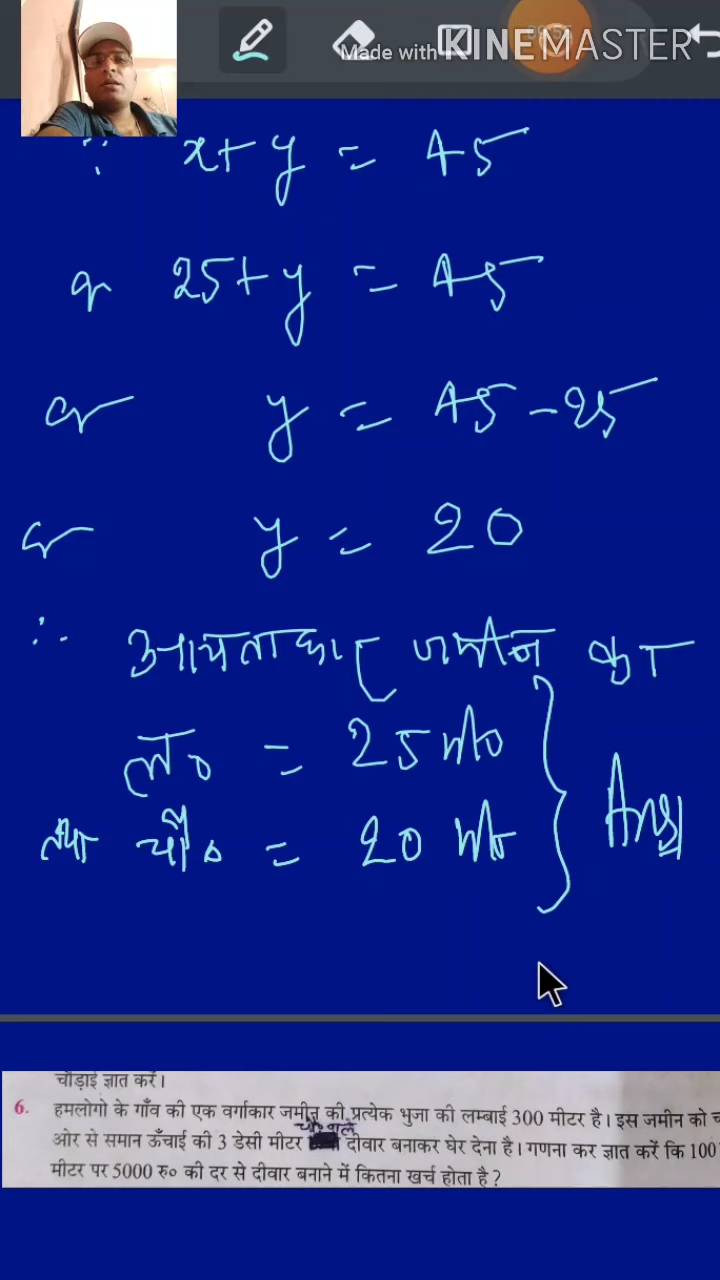 Made with KINEMASTER
∵ x+y = 45
वा 25+y = 45
वा y = 45-25
वा y = 20
∴ आयताकार जमीन का
ल० = 25 मी०
तथा चौ० = 20 मी० } Ans
चौड़ाई ज्ञात करें।
6. हमलोगो के गाँव की एक वर्गाकार जमीन की प्रत्येक भुजा की लम्बाई 300 मीटर है। इस जमीन को
ओर से समान ऊँचाई की 3 डेसी मीटर दीवार बनाकर घेर देना है। गणना कर ज्ञात करें कि 100
मीटर पर 5000 रु० की दर से दीवार बनाने में कितना खर्च होता है?